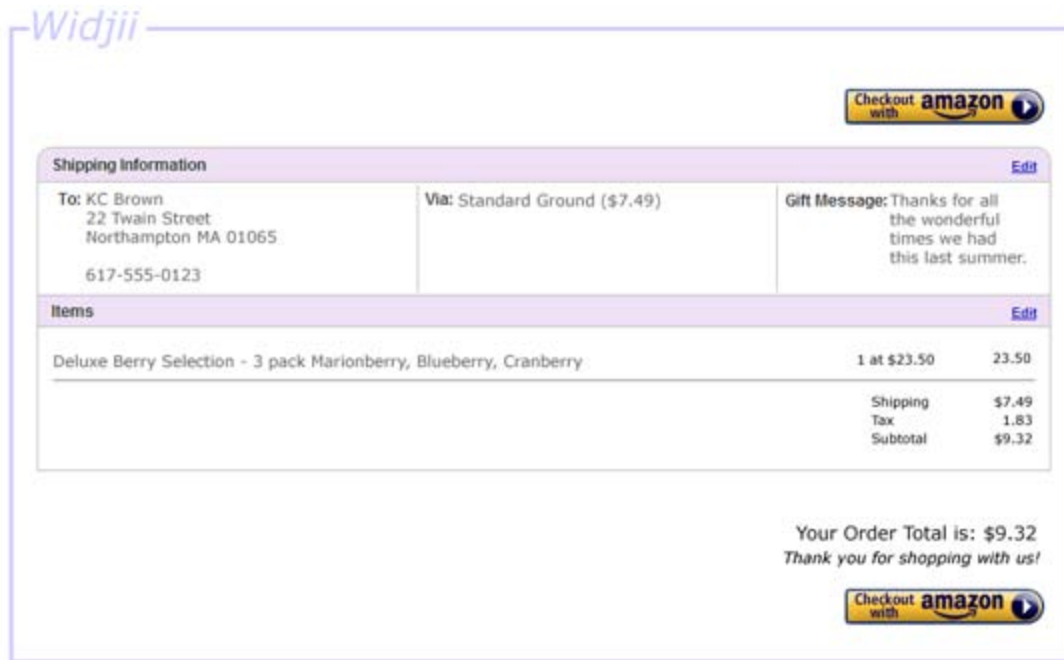 Widjii
Checkout with amazon
Shipping Information Edit
To: KC Brown
22 Twain Street
Northampton MA 01065
617-555-0123
Via: Standard Ground ($7.49)
Gift Message: Thanks for all
the wonderful
times we had
this last summer.
Items Edit
Deluxe Berry Selection - 3 pack Marionberry, Blueberry, Cranberry 1 at $23.50 23.50
Shipping $7.49
Tax 1.83
Subtotal $9.32
Your Order Total is: $9.32
Thank you for shopping with us!
Checkout with amazon